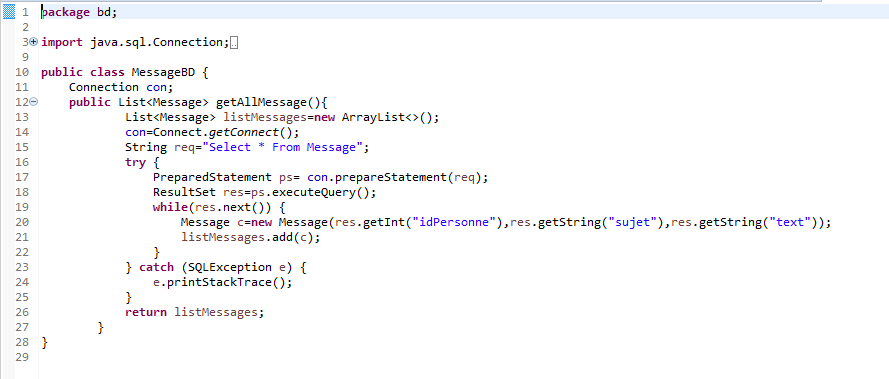 1 package bd;
2
3 import java.sql.Connection;
9
10 public class MessageBD {
11 Connection con;
12 public List<Message> getAllMessage(){
13 List<Message> listMessages=new ArrayList<>();
14 con=Connect.getConnect();
15 String req="Select * From Message";
16 try {
17 PreparedStatement ps= con.prepareStatement(req);
18 ResultSet res=ps.executeQuery();
19 while(res.next()) {
20 Message c=new Message(res.getInt("idPersonne"),res.getString("sujet"),res.getString("text"));
21 listMessages.add(c);
22 }
23 } catch (SQLException e) {
24 e.printStackTrace();
25 }
26 return listMessages;
27 }
28 }
29